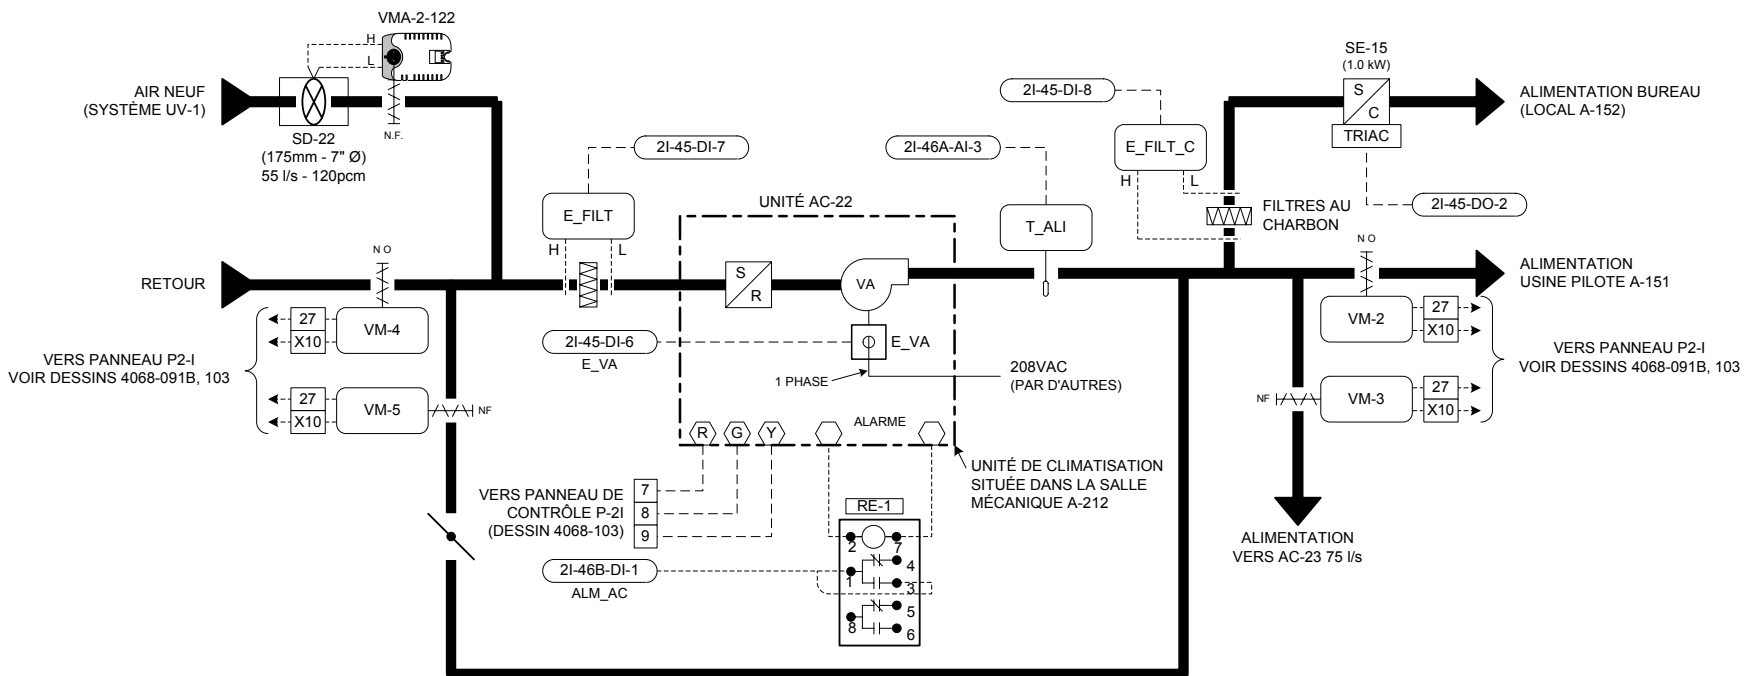 VMA-2-122
H
L
AIR NEUF
(SYSTÈME UV-1)
N.F.
SD-22
(175mm - 7" Ø)
55 l/s - 120pcm
2I-45-DI-7
E_FILT
H
L
RETOUR
N O
27
X10
VM-4
27
X10
VM-5
NF
VERS PANNEAU P2-I
VOIR DESSINS 4068-091B, 103
UNITÉ AC-22
S
R
VA
2I-45-DI-6
E_VA
E_VA
1 PHASE
208VAC
(PAR D'AUTRES)
ALARME
R
G
Y
UNITÉ DE CLIMATISATION
SITUÉE DANS LA SALLE
MÉCANIQUE A-212
VERS PANNEAU DE
CONTRÔLE P-2I
(DESSIN 4068-103)
7
8
9
RE-1
2
7
4
1
3
5
8
6
2I-46B-DI-1
ALM_AC
2I-46A-AI-3
T_ALI
2I-45-DI-8
E_FILT_C
H
L
FILTRES AU
CHARBON
SE-15
(1.0 kW)
S
C
TRIAC
2I-45-DO-2
ALIMENTATION BUREAU
(LOCAL A-152)
N O
ALIMENTATION
USINE PILOTE A-151
VM-2
27
X10
NF
VM-3
27
X10
VERS PANNEAU P2-I
VOIR DESSINS 4068-091B, 103
ALIMENTATION
VERS AC-23 75 l/s